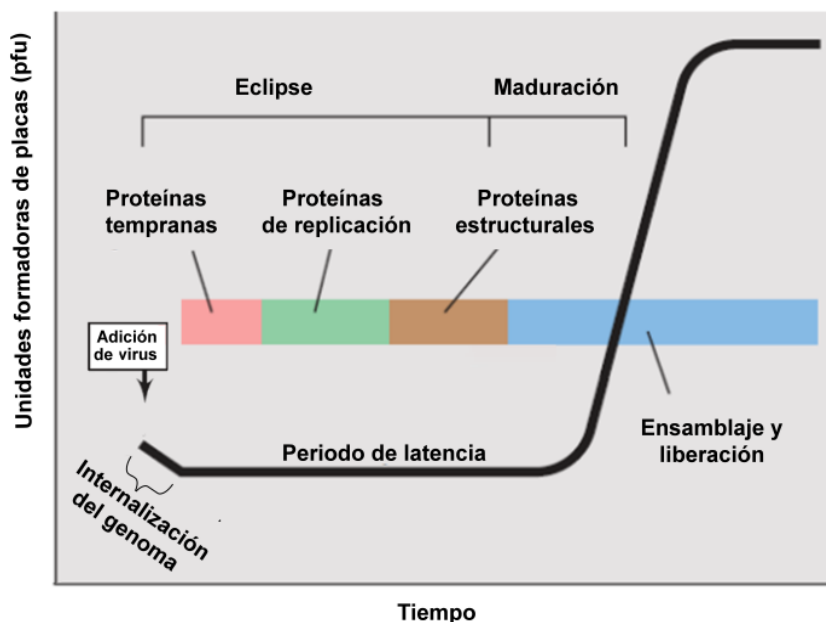 Unidades formadoras de placas (pfu)
Eclipse
Maduración
Proteínas
tempranas
Proteínas
de replicación
Proteínas
estructurales
Adición
de virus
Periodo de latencia
Ensamblaje y
liberación
Internalización
del genoma
Tiempo